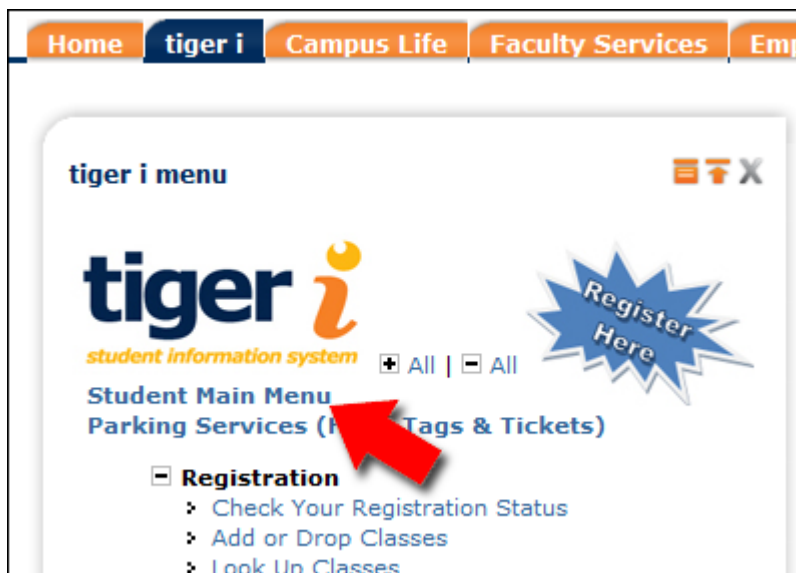 Home tiger i Campus Life Faculty Services
tiger i menu
tiger i
student information system
All | All
Register
Here
Student Main Menu
Parking Services ( Tags & Tickets)
Registration
Check Your Registration Status
Add or Drop Classes
Look Up Classes